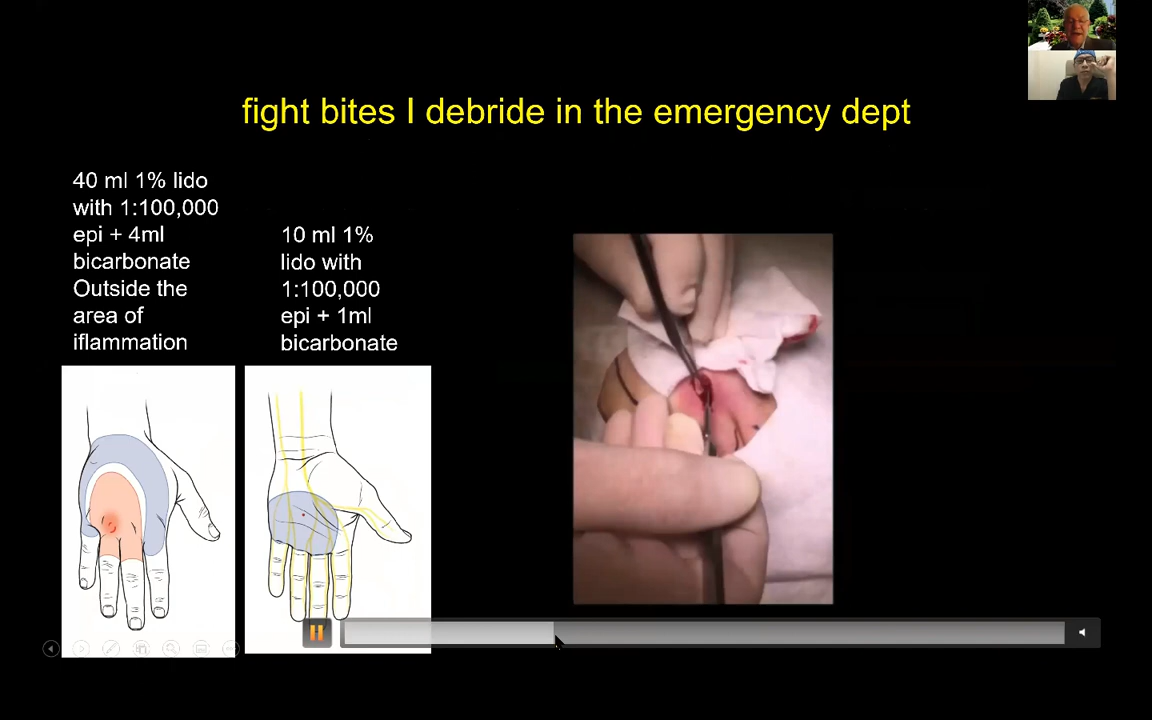 fight bites I debride in the emergency dept
40 ml 1% lido
with 1:100,000
epi + 4ml
bicarbonate
Outside the
area of
iflammation
10 ml 1%
lido with
1:100,000
epi + 1ml
bicarbonate